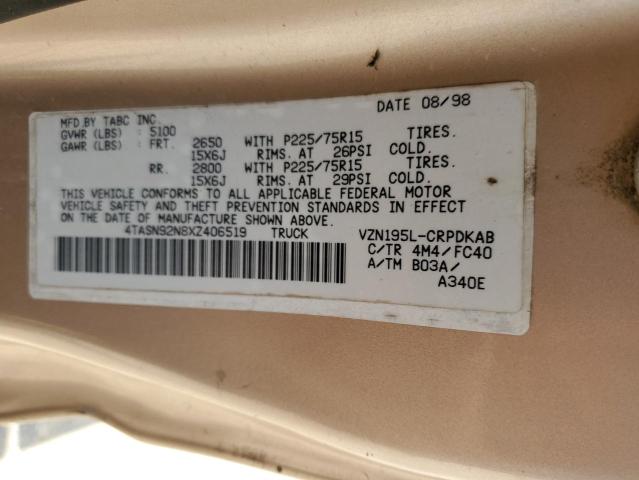 MFD.BY TABC INC. DATE 08/98
GVWR (LBS) : 5100
GAWR (LBS) : FRT. 2650 WITH P225/75R15 TIRES.
15X6J RIMS. AT 26PSI COLD.
RR. 2800 WITH P225/75R15 TIRES.
15X6J RIMS. AT 29PSI COLD.
THIS VEHICLE CONFORMS TO ALL APPLICABLE FEDERAL MOTOR
VEHICLE SAFETY AND THEFT PREVENTION STANDARDS IN EFFECT
ON THE DATE OF MANUFACTURE SHOWN ABOVE.
4TASN92N8XZ406519 TRUCK VZN195L-CRPDKAB
C/TR 4M4/FC40
A/TM B03A/
A340E